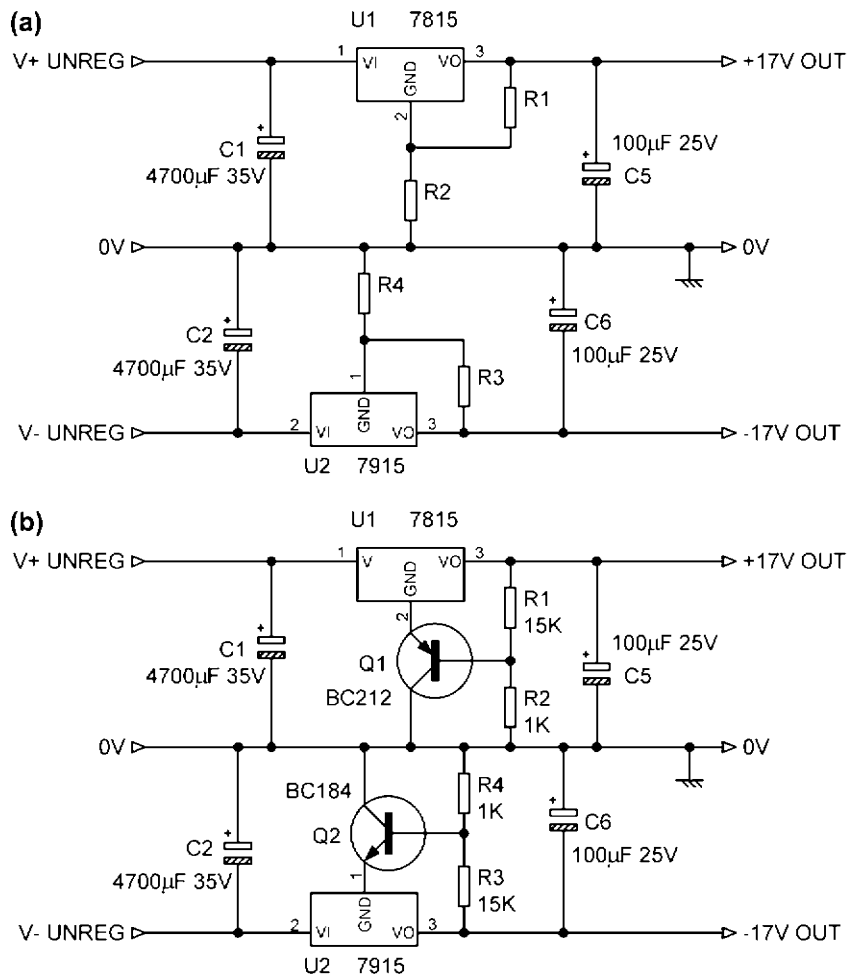 (a)
U1 7815
V+ UNREG
1
VI
GND
VO
3
+17V OUT
2
R1
C1
4700µF 35V
+
R2
100µF 25V
+
C5
0V
0V
R4
C2
4700µF 35V
+
C6
100µF 25V
+
1
R3
V- UNREG
2
VI
GND
VO
3
-17V OUT
U2 7915
(b)
U1 7815
V+ UNREG
1
V
GND
VO
3
+17V OUT
2
R1
15K
C1
4700µF 35V
+
Q1
BC212
R2
1K
100µF 25V
+
C5
0V
0V
BC184
Q2
R4
1K
C2
4700µF 35V
+
C6
100µF 25V
+
1
R3
15K
V- UNREG
2
VI
GND
VO
3
-17V OUT
U2 7915